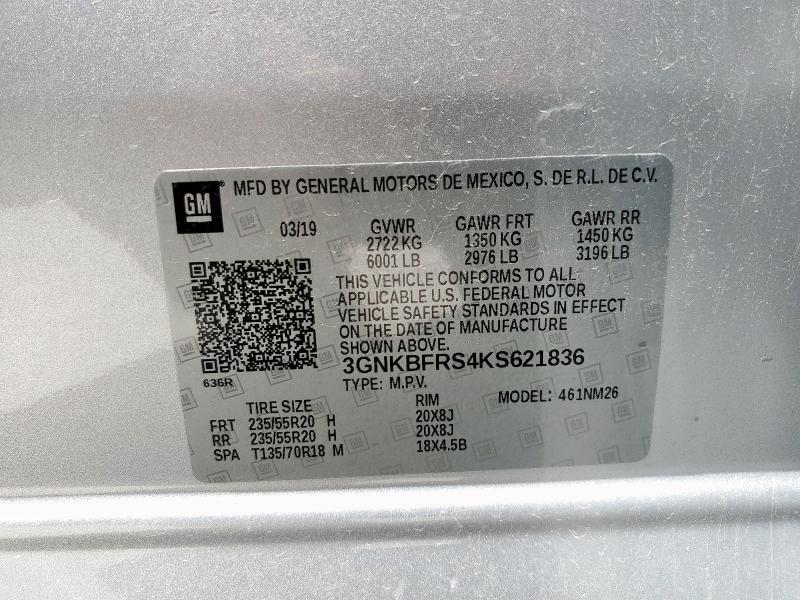 GM
MFD BY GENERAL MOTORS DE MEXICO, S. DE R.L. DE C.V.
03/19 GVWR GAWR FRT GAWR RR
2722 KG 1350 KG 1450 KG
6001 LB 2976 LB 3196 LB
THIS VEHICLE CONFORMS TO ALL
APPLICABLE U.S. FEDERAL MOTOR
VEHICLE SAFETY STANDARDS IN EFFECT
ON THE DATE OF MANUFACTURE
SHOWN ABOVE.
636R
3GNKBFRS4KS621836
TYPE: M.P.V.
MODEL: 461NM26
TIRE SIZE RIM
FRT 235/55R20 H 20X8J
RR 235/55R20 H 20X8J
SPA T135/70R18 M 18X4.5B